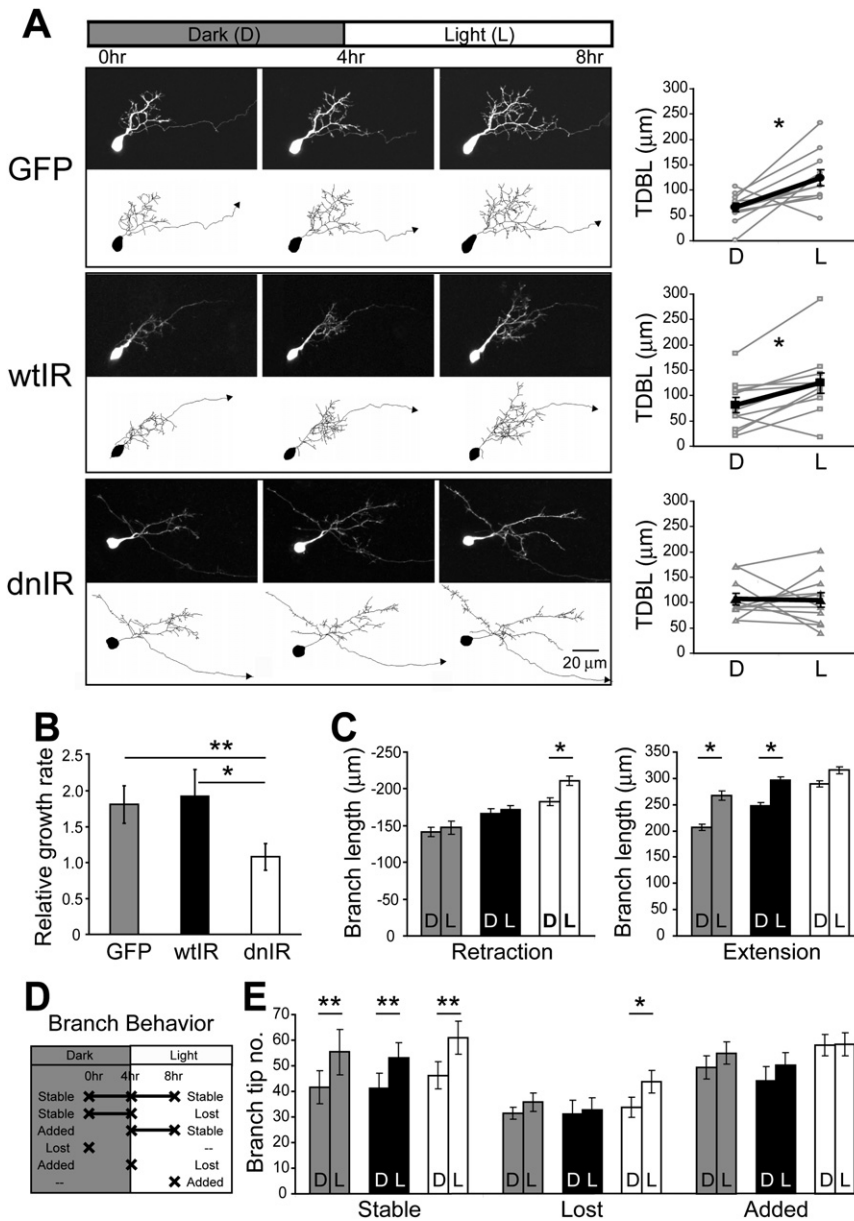 A
Dark (D) Light (L)
0hr 4hr 8hr
GFP
TDBL (µm)
300
250
200
150
100
50
0
D L
*
wtIR
TDBL (µm)
300
250
200
150
100
50
0
D L
*
dnIR
20 µm
TDBL (µm)
300
250
200
150
100
50
0
D L
B
Relative growth rate
2.5
2.0
1.5
1.0
0.5
0
**
*
GFP wtIR dnIR
C
Branch length (µm)
-250
-200
-150
-100
-50
0
*
D L D L D L
Retraction
Branch length (µm)
350
300
250
200
150
100
50
0
* *
D L D L D L
Extension
D
Branch Behavior
Dark Light
0hr 4hr 8hr
Stable Stable
Stable Lost
Added Stable
Lost --
Added Lost
-- Added
E
Branch tip no.
70
60
50
40
30
20
10
0
** ** ** *
D L D L D L D L D L D L D L D L D L
Stable Lost Added